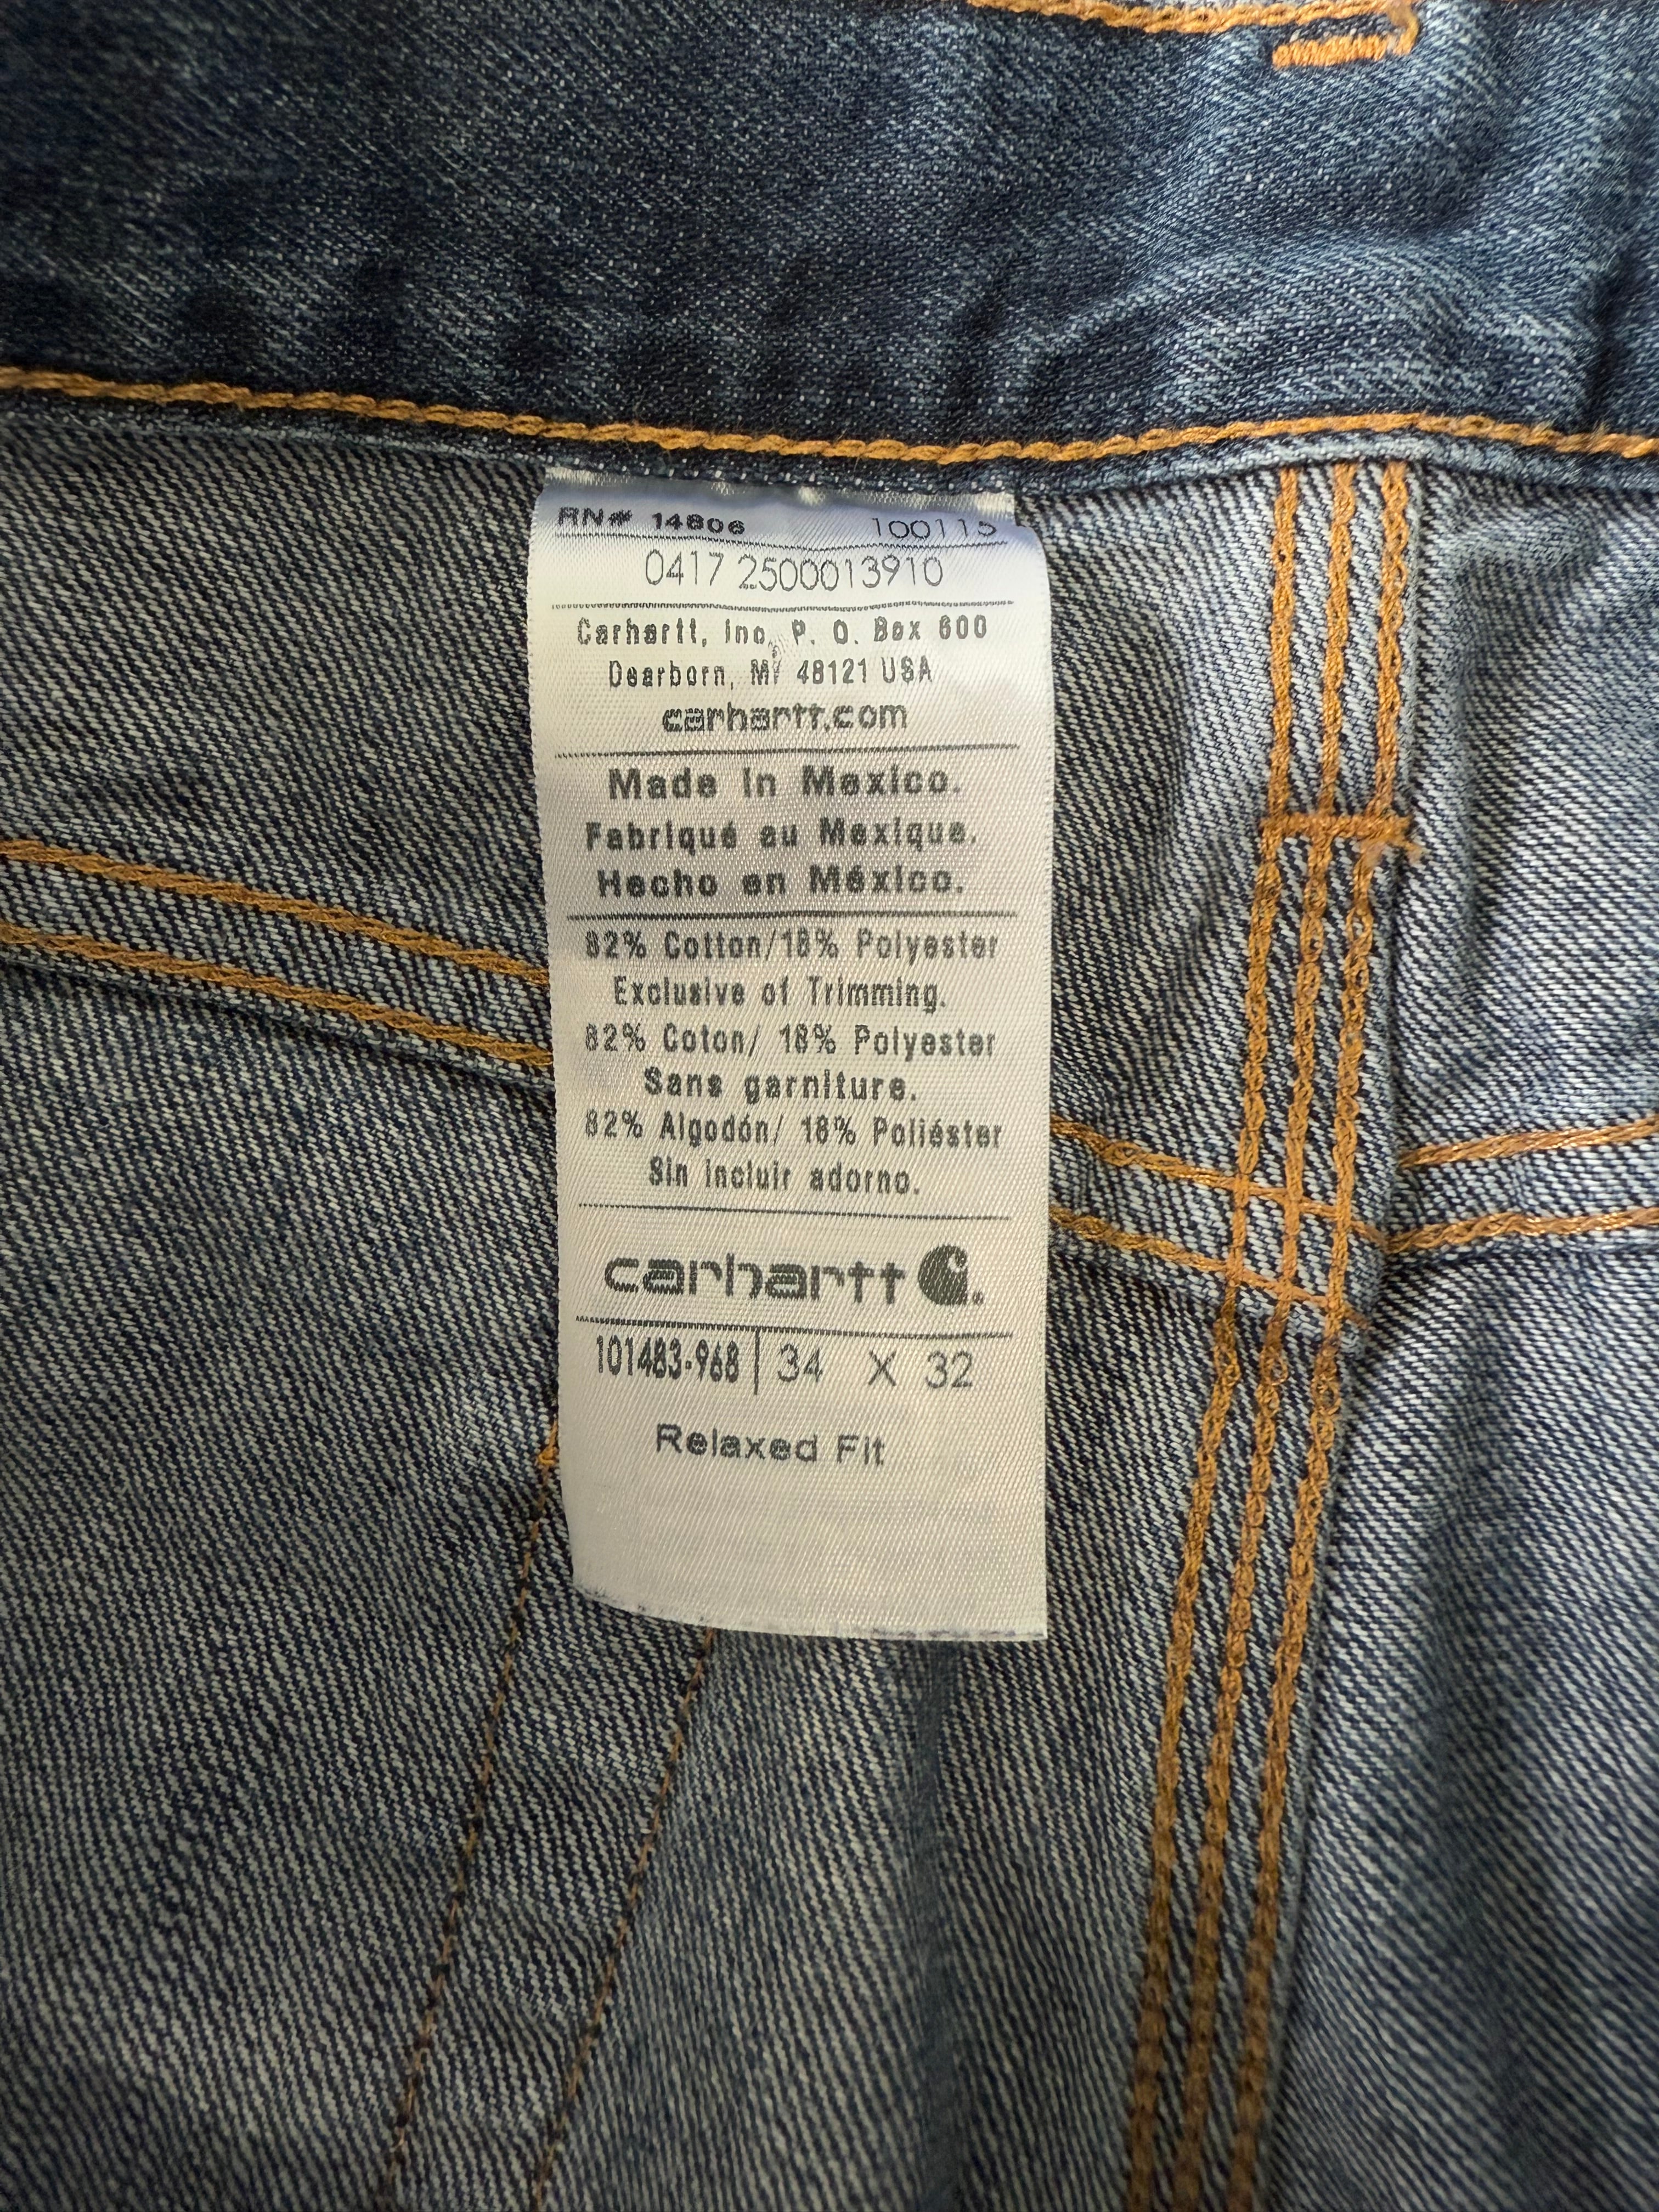 RN# 14806 100115
0417 2500013910
Carhartt, Inc. P. O. Box 600
Dearborn, MI 48121 USA
carhartt.com
Made in Mexico.
Fabriqué au Mexique.
Hecho en México.
82% Cotton/18% Polyester
Exclusive of Trimming.
82% Coton/ 18% Polyester
Sans garniture.
82% Algodón/ 18% Poliéster
Sin incluir adorno.
carhartt
101483-968 | 34 X 32
Relaxed Fit